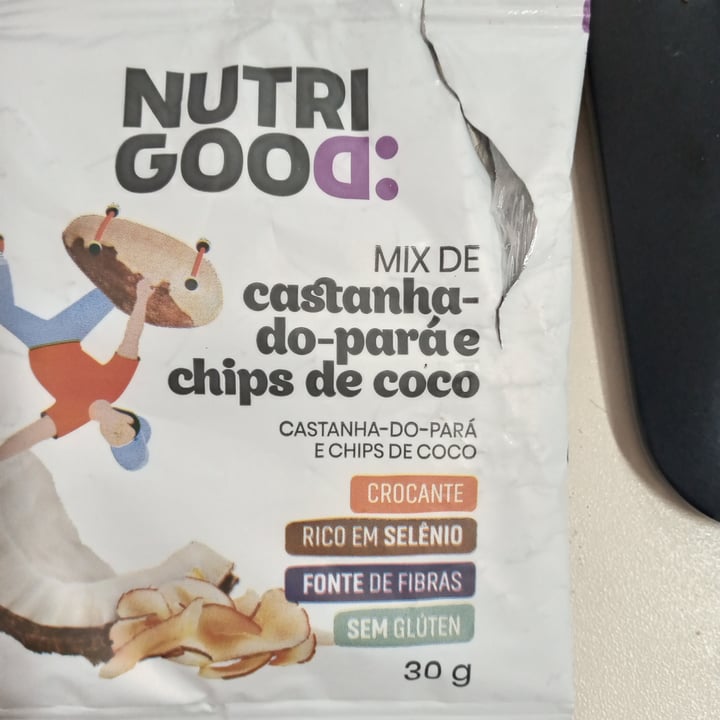 NUTRI
GOOD:
MIX DE
castanha-
do-pará e
chips de coco
CASTANHA-DO-PARÁ
E CHIPS DE COCO
CROCANTE
RICO EM SELÊNIO
FONTE DE FIBRAS
SEM GLÚTEN
30 g